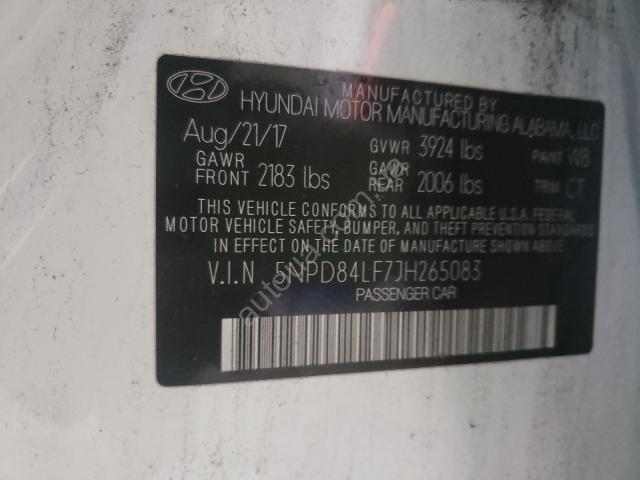 MANUFACTURED BY
HYUNDAI MOTOR MANUFACTURING ALABAMA, LLC
Aug/21/17 GVWR 3924 lbs PAINT W8
GAWR FRONT 2183 lbs GAWR REAR 2006 lbs TRIM CT
THIS VEHICLE CONFORMS TO ALL APPLICABLE U.S.A. FEDERAL
MOTOR VEHICLE SAFETY, BUMPER, AND THEFT PREVENTION STANDARDS
IN EFFECT ON THE DATE OF MANUFACTURE SHOWN ABOVE.
V.I.N 5NPD84LF7JH265083
PASSENGER CAR